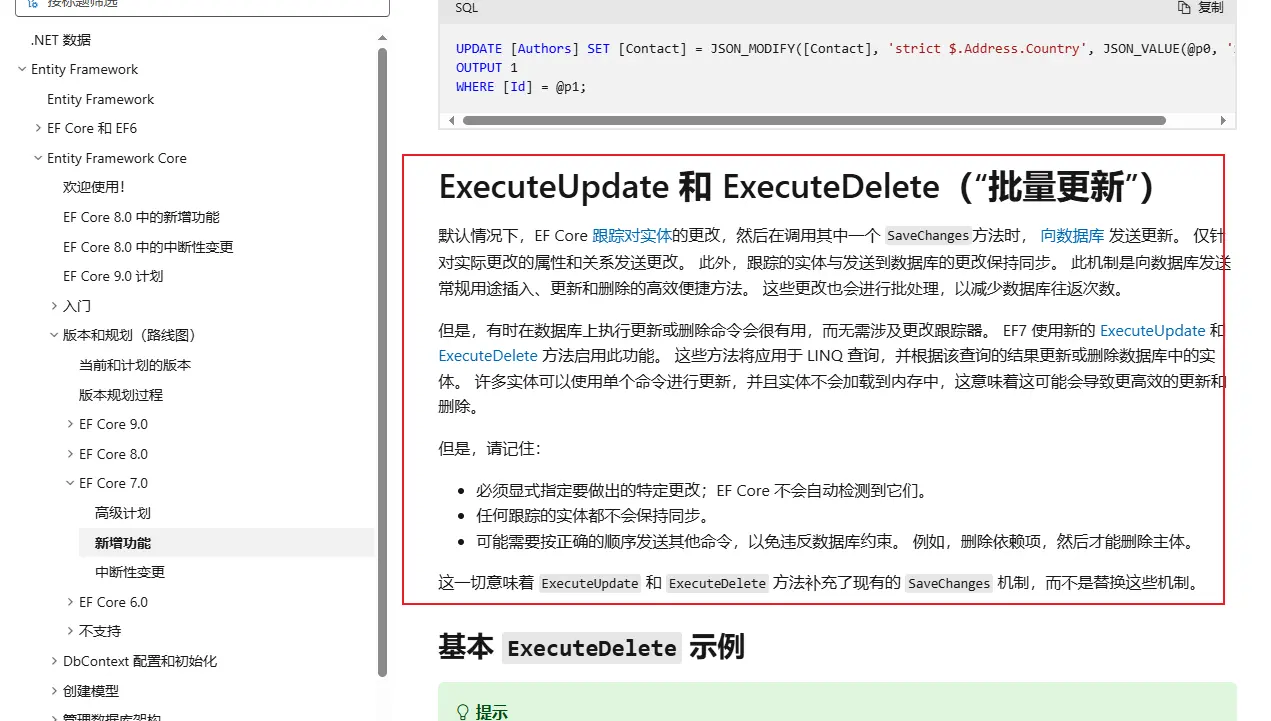 按标题筛选
.NET 数据
Entity Framework
Entity Framework
EF Core 和 EF6
Entity Framework Core
欢迎使用!
EF Core 8.0 中的新增功能
EF Core 8.0 中的中断性变更
EF Core 9.0 计划
入门
版本和规划（路线图）
当前和计划的版本
版本规划过程
EF Core 9.0
EF Core 8.0
EF Core 7.0
高级计划
新增功能
中断性变更
EF Core 6.0
不支持
DbContext 配置和初始化
创建模型
管理数据库架构
SQL
复制
UPDATE [Authors] SET [Contact] = JSON_MODIFY([Contact], 'strict $.Address.Country', JSON_VALUE(@p0, '
OUTPUT 1
WHERE [Id] = @p1;
ExecuteUpdate 和 ExecuteDelete（“批量更新”）
默认情况下，EF Core 跟踪对实体的更改，然后在调用其中一个 SaveChanges方法时， 向数据库 发送更新。 仅针
对实际更改的属性和关系发送更改。 此外，跟踪的实体与发送到数据库的更改保持同步。 此机制是向数据库发送
常规用途插入、更新和删除的高效便捷方法。 这些更改也会进行批处理，以减少数据库往返次数。
但是，有时在数据库上执行更新或删除命令会很有用，而无需涉及更改跟踪器。 EF7 使用新的 ExecuteUpdate 和
ExecuteDelete 方法启用此功能。 这些方法将应用于 LINQ 查询，并根据该查询的结果更新或删除数据库中的实
体。 许多实体可以使用单个命令进行更新，并且实体不会加载到内存中，这意味着这可能会导致更高效的更新和
删除。
但是，请记住：
• 必须显式指定要做出的特定更改；EF Core 不会自动检测到它们。
• 任何跟踪的实体都不会保持同步。
• 可能需要按正确的顺序发送其他命令，以免违反数据库约束。 例如，删除依赖项，然后才能删除主体。
这一切意味着 ExecuteUpdate 和 ExecuteDelete 方法补充了现有的 SaveChanges 机制，而不是替换这些机制。
基本 ExecuteDelete 示例
提示